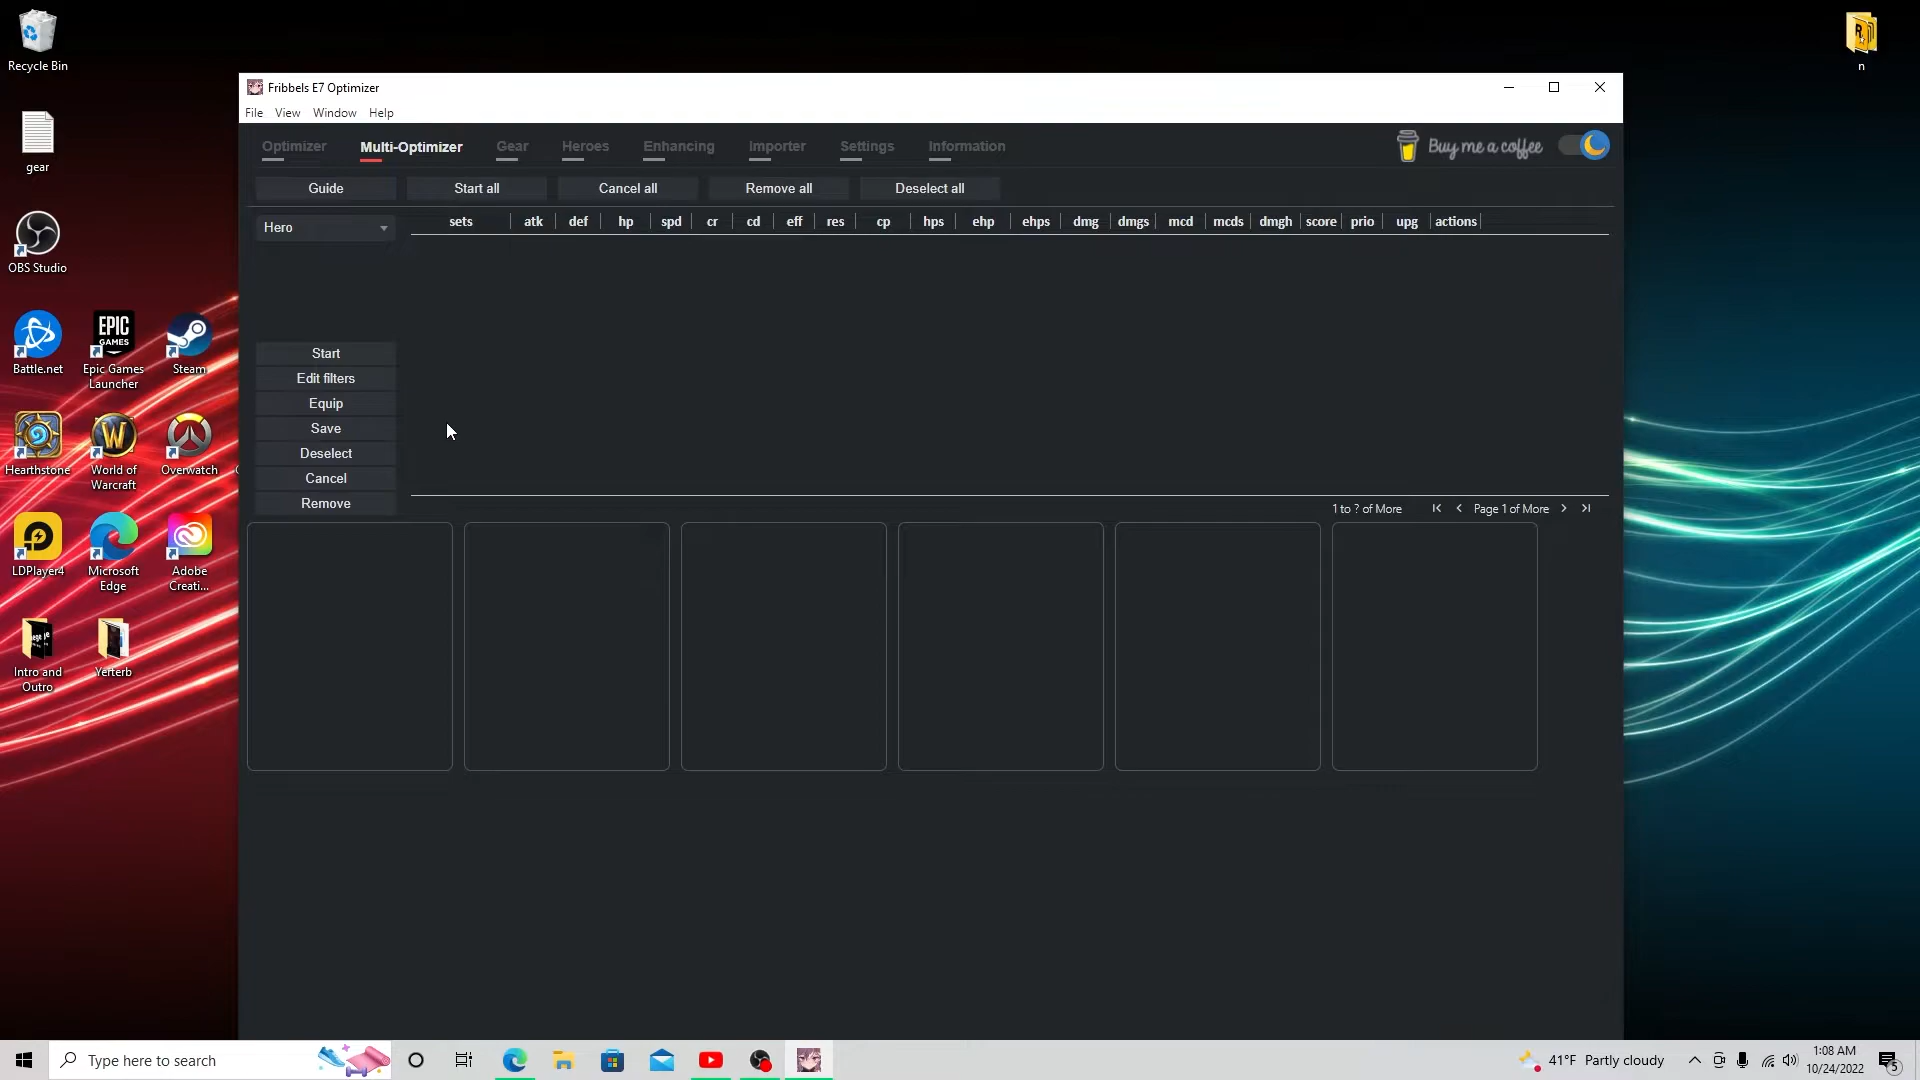 Recycle Bin
n
gear
OBS Studio
Battle.net
EPIC
GAMES
Epic Games
Launcher
Steam
Hearthstone
World of
Warcraft
Overwatch
LDPlayer4
Microsoft
Edge
Adobe
Creati...
Intro and
Outro
Yerterb
Fribbels E7 Optimizer
File View Window Help
Optimizer Multi-Optimizer Gear Heroes Enhancing Importer Settings Information
Buy me a coffee
Guide Start all Cancel all Remove all Deselect all
Hero
sets atk def hp spd cr cd eff res cp hps ehp ehps dmg dmgs mcd mcds dmgh score prio upg actions
Start
Edit filters
Equip
Save
Deselect
Cancel
Remove
1 to ? of More Page 1 of More
Type here to search
41°F Partly cloudy
1:08 AM
10/24/2022
5